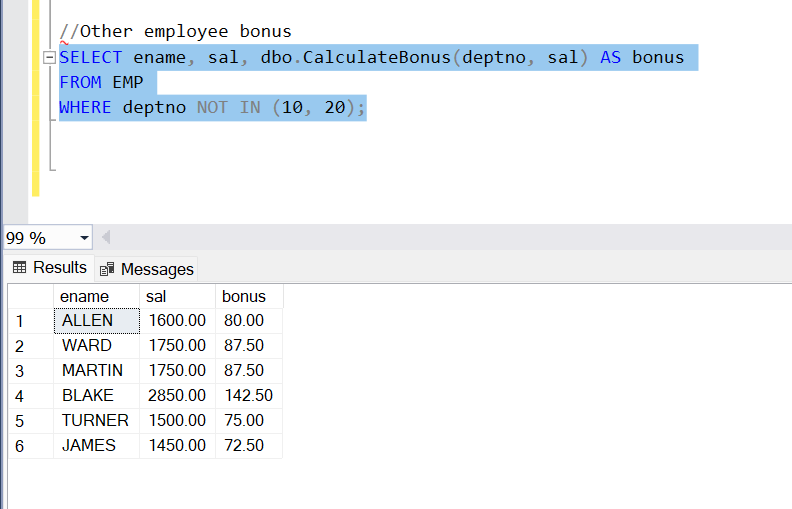 //Other employee bonus
SELECT ename, sal, dbo.CalculateBonus(deptno, sal) AS bonus
FROM EMP
WHERE deptno NOT IN (10, 20);
99 %
Results Messages
ename sal bonus
1 ALLEN 1600.00 80.00
2 WARD 1750.00 87.50
3 MARTIN 1750.00 87.50
4 BLAKE 2850.00 142.50
5 TURNER 1500.00 75.00
6 JAMES 1450.00 72.50